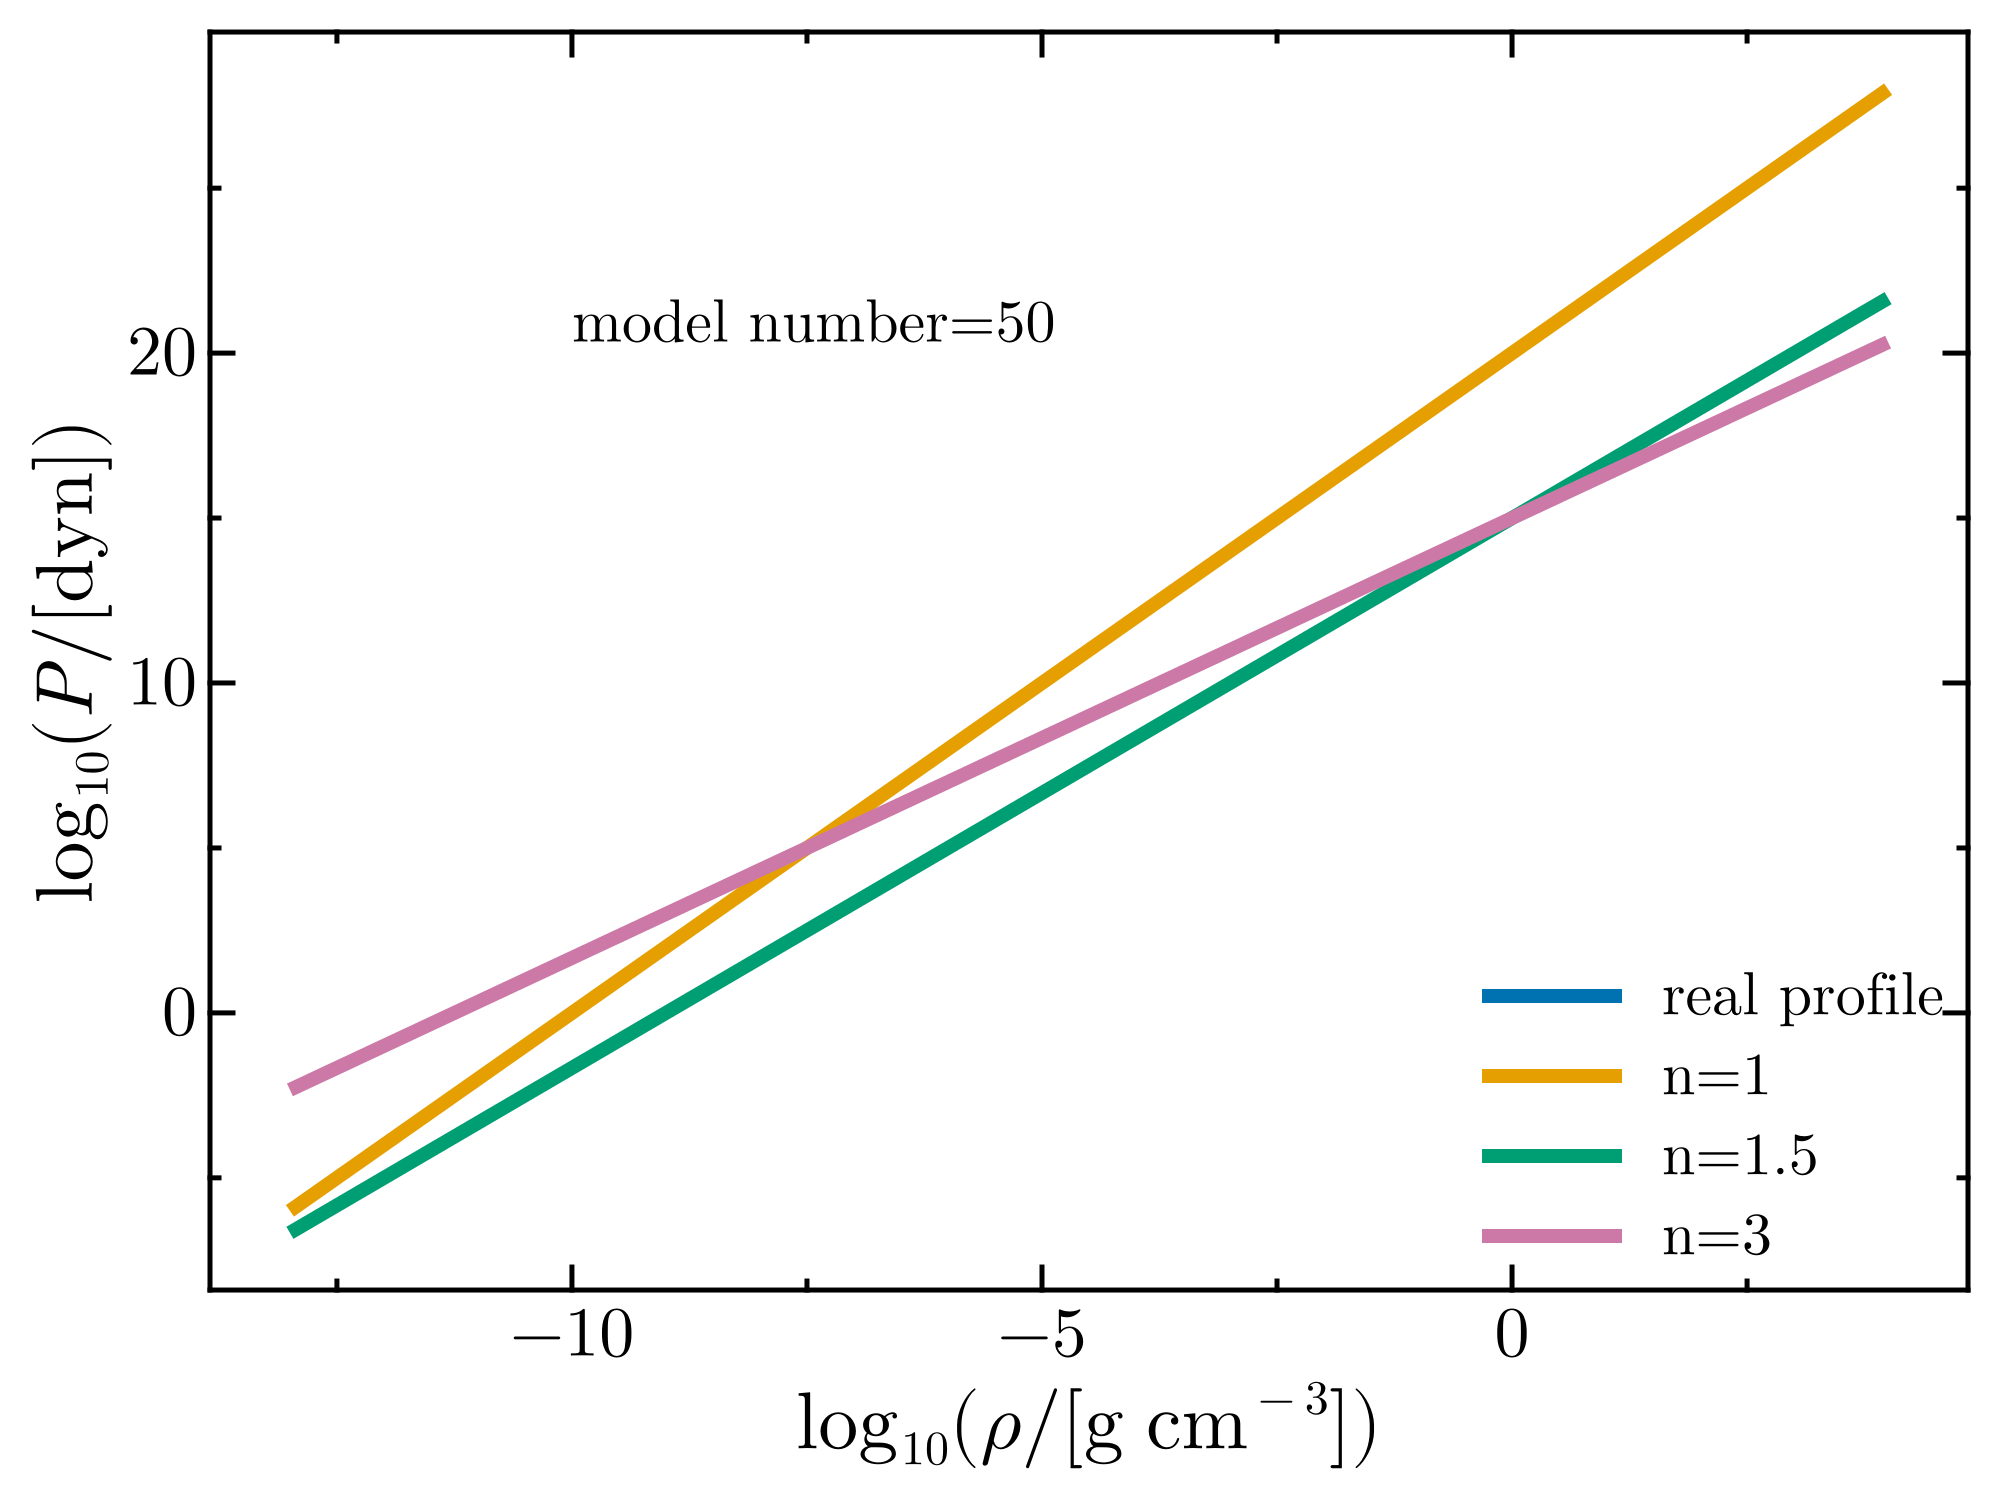 model number=50
20
10
0
log₁₀(P/[dyn])
real profile
n=1
n=1.5
n=3
−10 −5 0
log₁₀(ρ/[g cm⁻³])